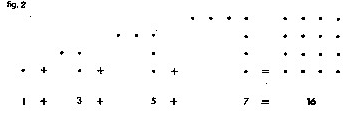 fig. 2
+ + + =
1 + 3 + 5 + 7 = 16